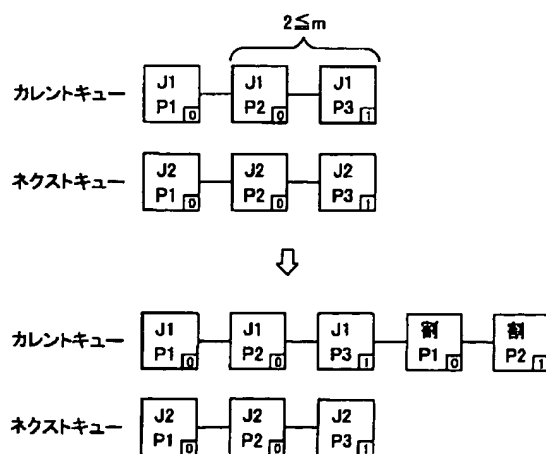 2≦m
カレントキュー
J1 P1 0
J1 P2 0
J1 P3 1
ネクストキュー
J2 P1 0
J2 P2 0
J2 P3 1
カレントキュー
J1 P1 0
J1 P2 0
J1 P3 1
割 P1 0
割 P2 1
ネクストキュー
J2 P1 0
J2 P2 0
J2 P3 1